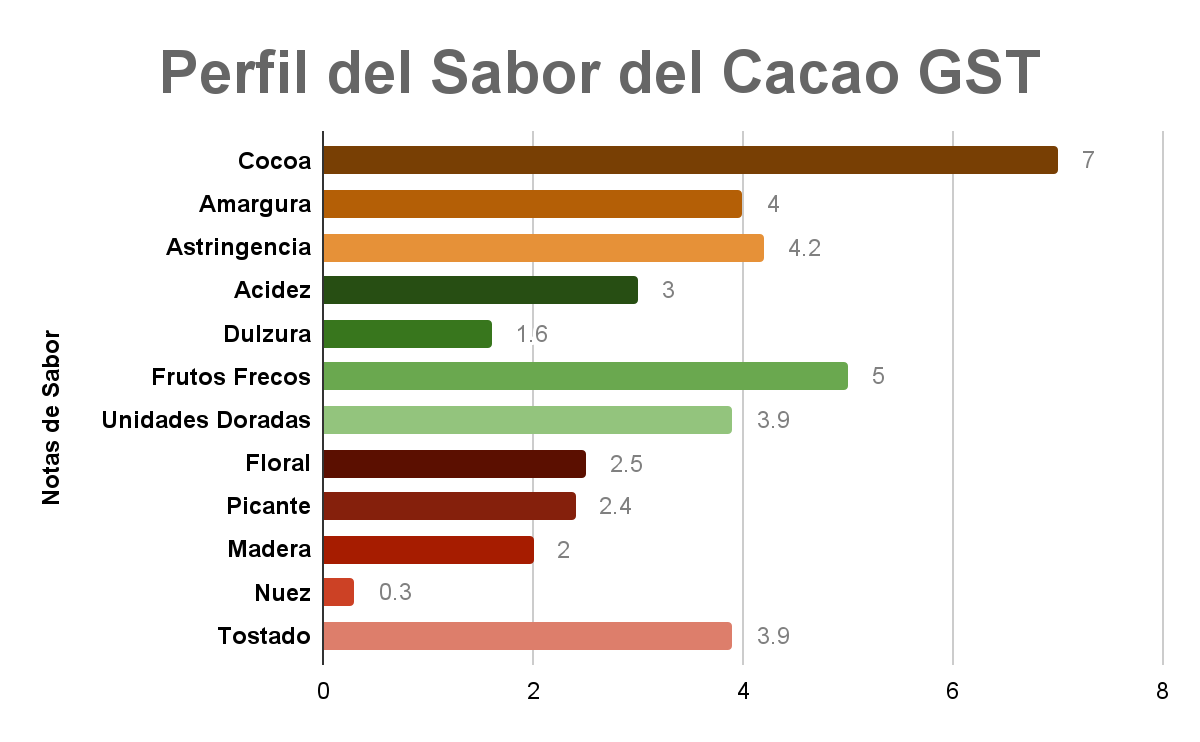 Perfil del Sabor del Cacao GST
Notas de Sabor
Cocoa 7
Amargura 4
Astringencia 4.2
Acidez 3
Dulzura 1.6
Frutos Frecos 5
Unidades Doradas 3.9
Floral 2.5
Picante 2.4
Madera 2
Nuez 0.3
Tostado 3.9
0 2 4 6 8